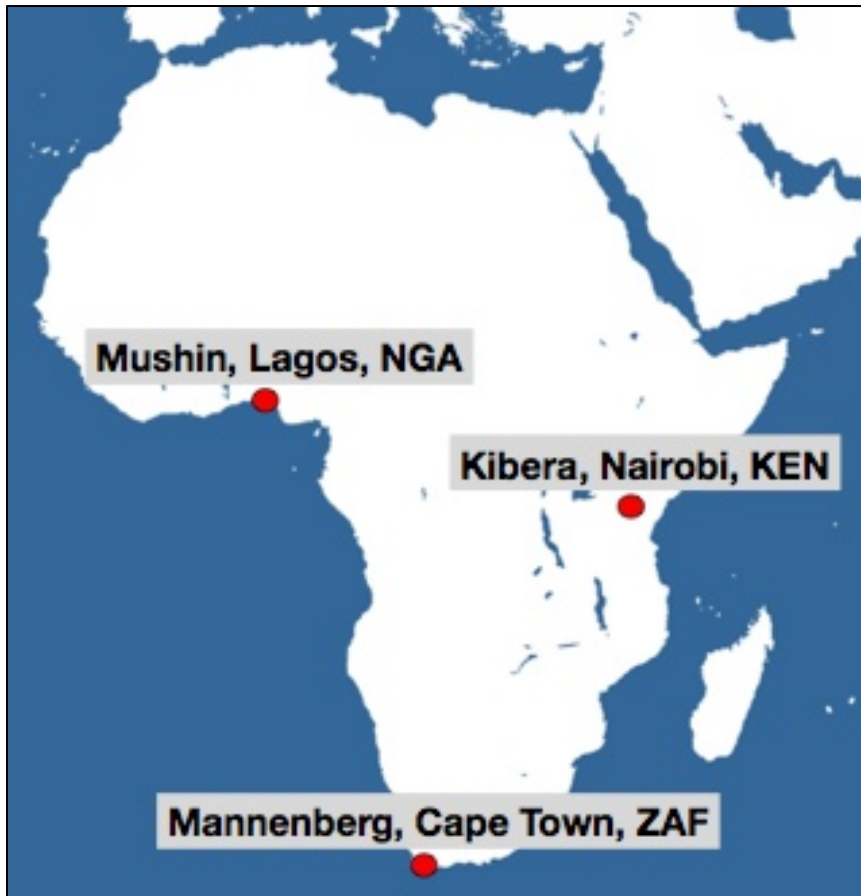 Mushin, Lagos, NGA
Kibera, Nairobi, KEN
Mannenberg, Cape Town, ZAF